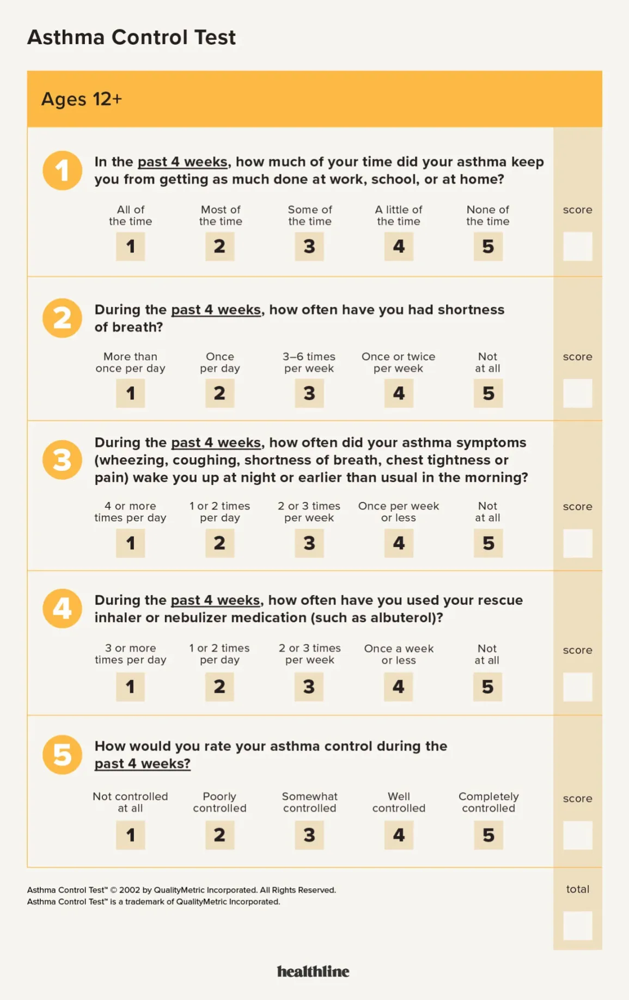 Asthma Control Test
Ages 12+
1
In the past 4 weeks, how much of your time did your asthma keep
you from getting as much done at work, school, or at home?
All of the time
Most of the time
Some of the time
A little of the time
None of the time
score
1 2 3 4 5
2
During the past 4 weeks, how often have you had shortness
of breath?
More than once per day
Once per day
3–6 times per week
Once or twice per week
Not at all
score
1 2 3 4 5
3
During the past 4 weeks, how often did your asthma symptoms
(wheezing, coughing, shortness of breath, chest tightness or
pain) wake you up at night or earlier than usual in the morning?
4 or more times per day
1 or 2 times per day
2 or 3 times per week
Once per week or less
Not at all
score
1 2 3 4 5
4
During the past 4 weeks, how often have you used your rescue
inhaler or nebulizer medication (such as albuterol)?
3 or more times per day
1 or 2 times per day
2 or 3 times per week
Once a week or less
Not at all
score
1 2 3 4 5
5
How would you rate your asthma control during the
past 4 weeks?
Not controlled at all
Poorly controlled
Somewhat controlled
Well controlled
Completely controlled
score
1 2 3 4 5
Asthma Control Test™ © 2002 by QualityMetric Incorporated. All Rights Reserved.
Asthma Control Test™ is a trademark of QualityMetric Incorporated.
total
healthline